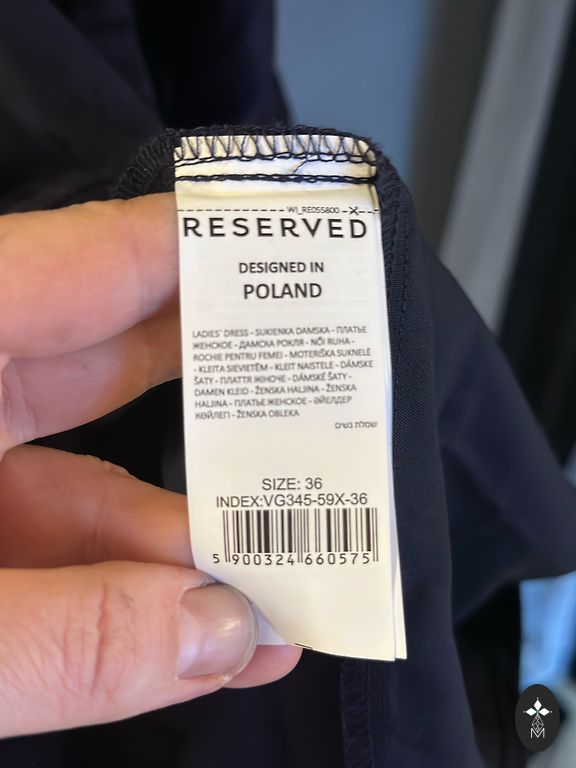 WI_RE055800
RESERVED
DESIGNED IN
POLAND
LADIES' DRESS - SUKIENKA DAMSKA - ПЛАТЬЕ
ЖЕНСКОЕ - ДАМСКА РОКЛЯ - NŐI RUHA -
ROCHIE PENTRU FEMEI - MOTERIŠKA SUKNELĖ
- KLEITA SIEVIETĒM - KLEIT NAISTELE - DÁMSKE
ŠATY - ПЛАТТЯ ЖІНОЧЕ - DÁMSKÉ ŠATY -
DAMEN KLEID - ŽENSKA HALJINA - ŽENSKA
HALJINA - ПЛАТЬЕ ЖЕНСКОЕ - ӘЙЕЛДЕР
КӨЙЛЕГІ - ŽENSKA OBLEKA
שמלת נשים
SIZE: 36
INDEX:VG345-59X-36
5 900324 660575
M